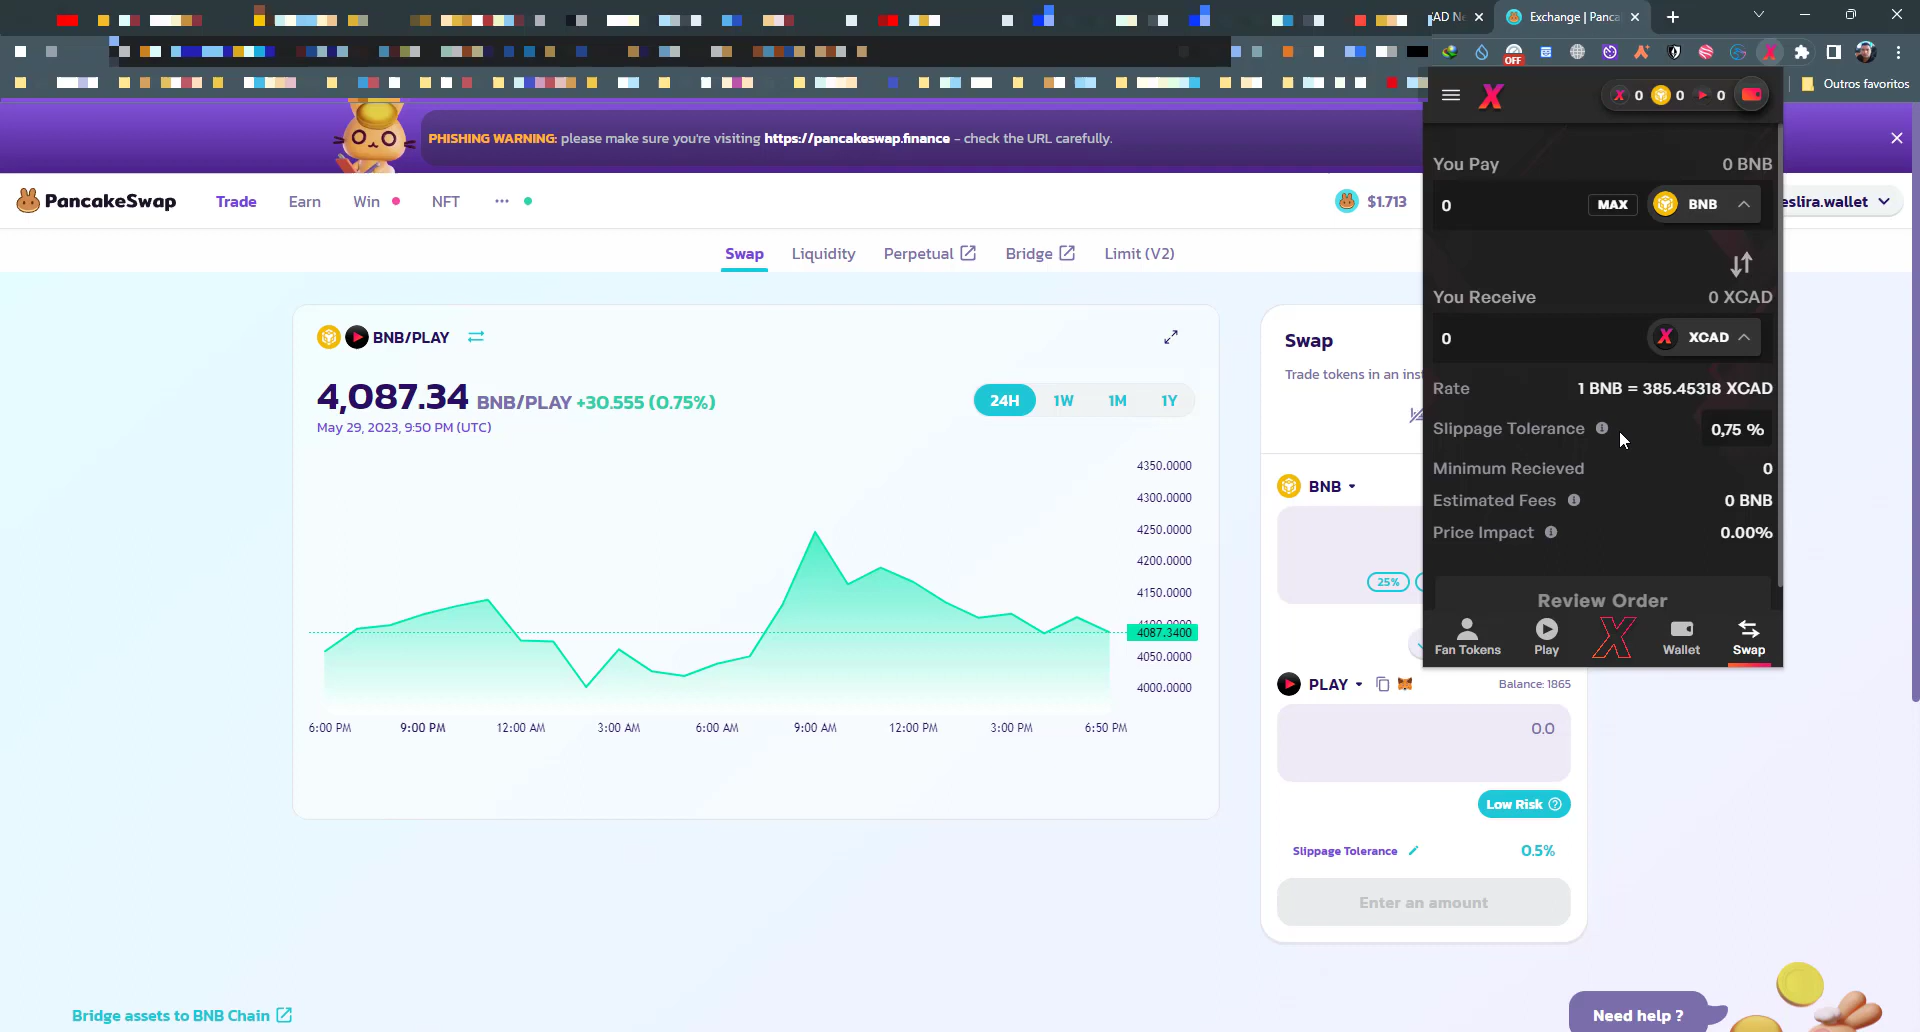 AD Ne
Exchange | Panca
OFF
Outros favoritos
PHISHING WARNING: please make sure you're visiting https://pancakeswap.finance - check the URL carefully.
PancakeSwap
Trade
Earn
Win
NFT
$1.713
eslira.wallet
Swap
Liquidity
Perpetual
Bridge
Limit (V2)
BNB/PLAY
4,087.34 BNB/PLAY +30.555 (0.75%)
May 29, 2023, 9:50 PM (UTC)
24H
1W
1M
1Y
4350.0000
4300.0000
4250.0000
4200.0000
4150.0000
4100.0000
4087.3400
4050.0000
4000.0000
6:00 PM
9:00 PM
12:00 AM
3:00 AM
6:00 AM
9:00 AM
12:00 PM
3:00 PM
6:50 PM
Swap
Trade tokens in an inst
BNB
25%
PLAY
Balance: 1865
0.0
Low Risk
Slippage Tolerance
0.5%
Enter an amount
X
0
0
0
You Pay
0 BNB
0
MAX
BNB
You Receive
0 XCAD
0
XCAD
Rate
1 BNB = 385.45318 XCAD
Slippage Tolerance
0,75 %
Minimum Recieved
0
Estimated Fees
0 BNB
Price Impact
0.00%
Review Order
Fan Tokens
Play
Wallet
Swap
Bridge assets to BNB Chain
Need help ?